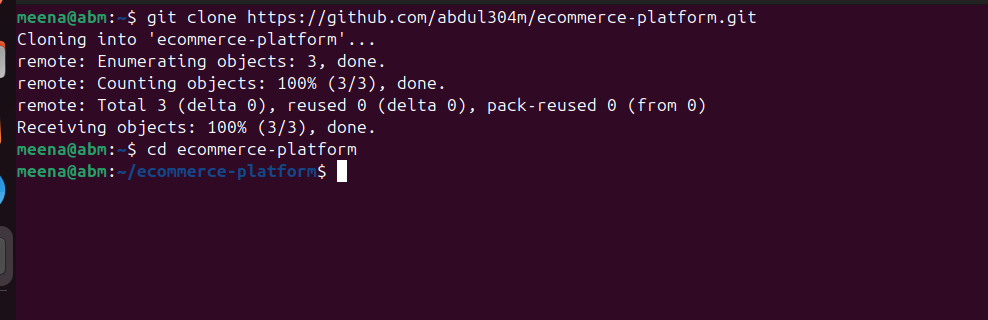 meena@abm:~$ git clone https://github.com/abdul304m/ecommerce-platform.git
Cloning into 'ecommerce-platform'...
remote: Enumerating objects: 3, done.
remote: Counting objects: 100% (3/3), done.
remote: Total 3 (delta 0), reused 0 (delta 0), pack-reused 0 (from 0)
Receiving objects: 100% (3/3), done.
meena@abm:~$ cd ecommerce-platform
meena@abm:~/ecommerce-platform$